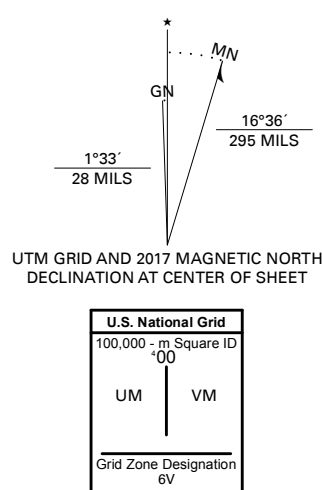 ★
MN
GN
16°36´
295 MILS
1°33´
28 MILS
UTM GRID AND 2017 MAGNETIC NORTH
DECLINATION AT CENTER OF SHEET
U.S. National Grid
100,000 - m Square ID
⁴00
UM VM
Grid Zone Designation
6V